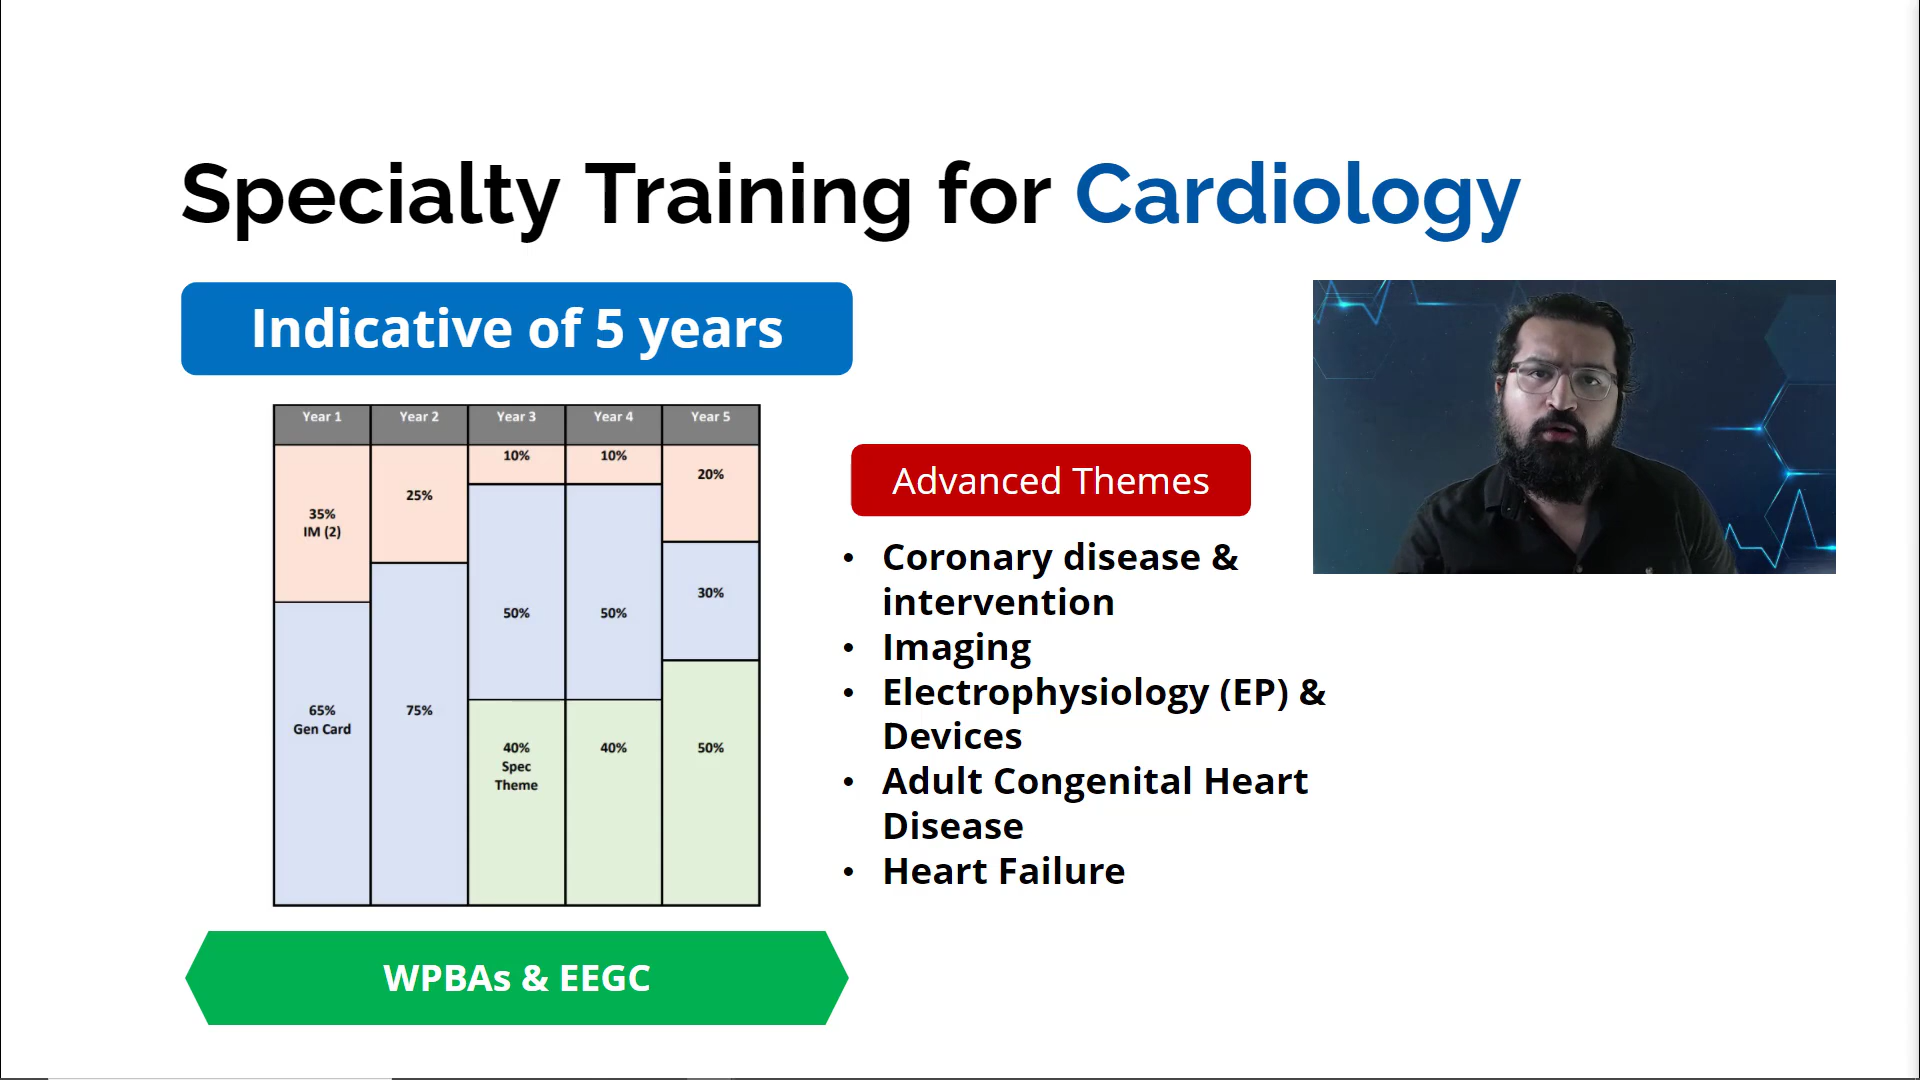 Specialty Training for Cardiology
Indicative of 5 years
Year 1 Year 2 Year 3 Year 4 Year 5
10% 10%
20%
25%
35%
IM (2)
30%
50% 50%
65%
Gen Card
75%
40%
Spec
Theme
40%
50%
WPBAs & EEGC
Advanced Themes
• Coronary disease &
intervention
• Imaging
• Electrophysiology (EP) &
Devices
• Adult Congenital Heart
Disease
• Heart Failure